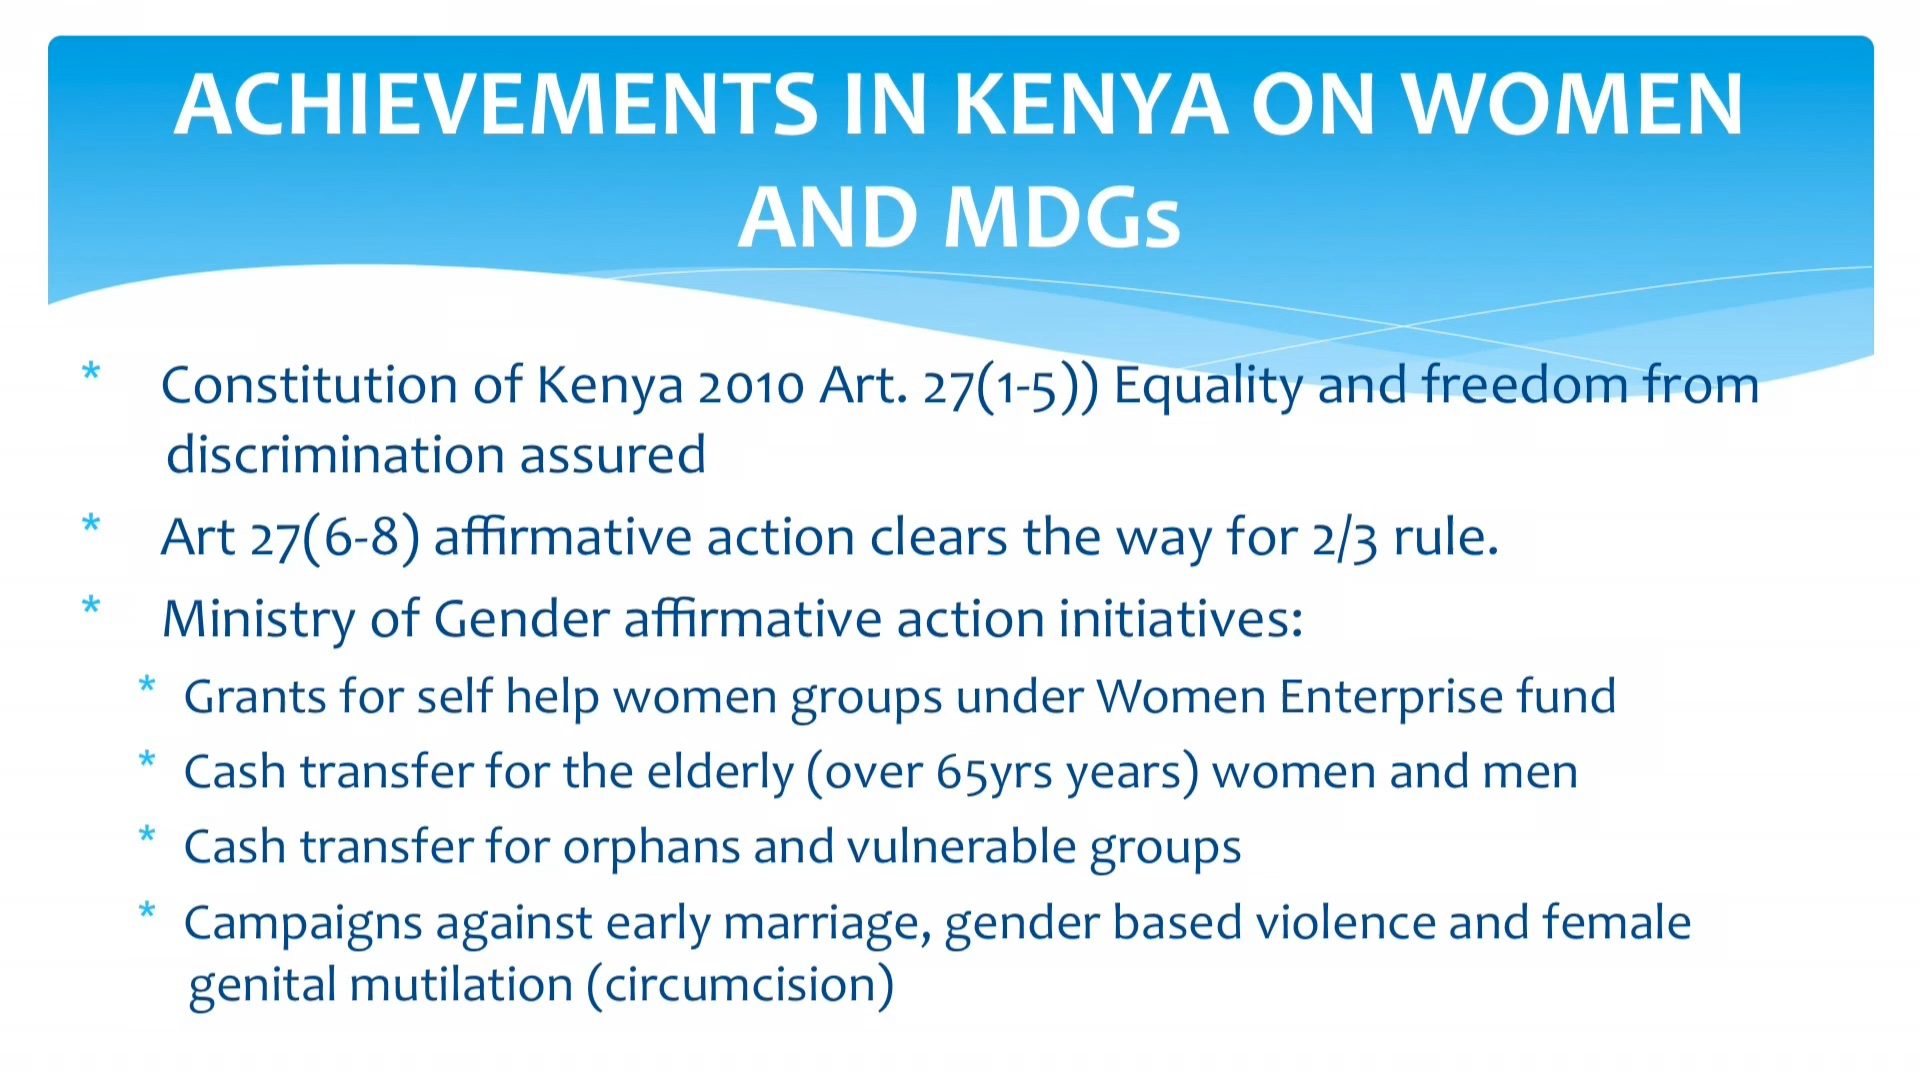 ACHIEVEMENTS IN KENYA ON WOMEN
AND MDGs
* Constitution of Kenya 2010 Art. 27(1-5)) Equality and freedom from
discrimination assured
* Art 27(6-8) affirmative action clears the way for 2/3 rule.
* Ministry of Gender affirmative action initiatives:
* Grants for self help women groups under Women Enterprise fund
* Cash transfer for the elderly (over 65yrs years) women and men
* Cash transfer for orphans and vulnerable groups
* Campaigns against early marriage, gender based violence and female
genital mutilation (circumcision)